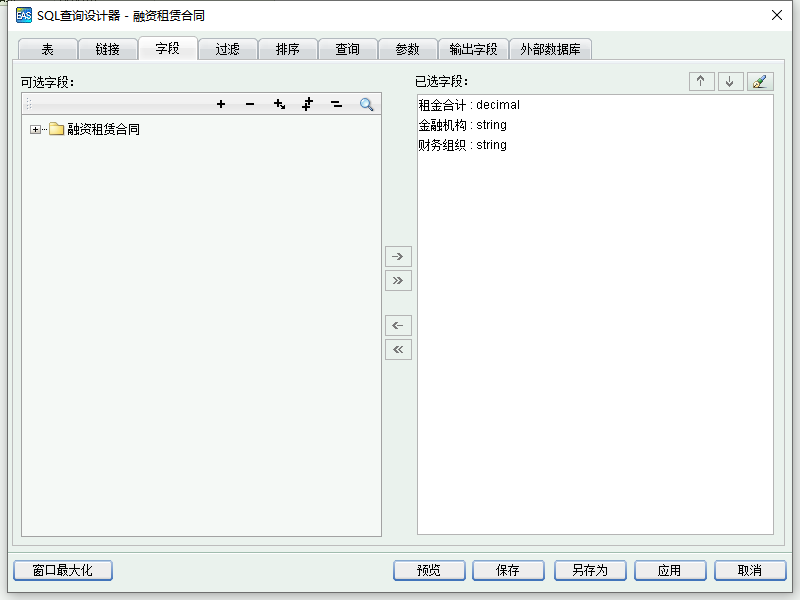 EAS SQL查询设计器 - 融资租赁合同
表 链接 字段 过滤 排序 查询 参数 输出字段 外部数据库
可选字段:
已选字段:
融资租赁合同
租金合计 : decimal
金融机构 : string
财务组织 : string
窗口最大化 预览 保存 另存为 应用 取消